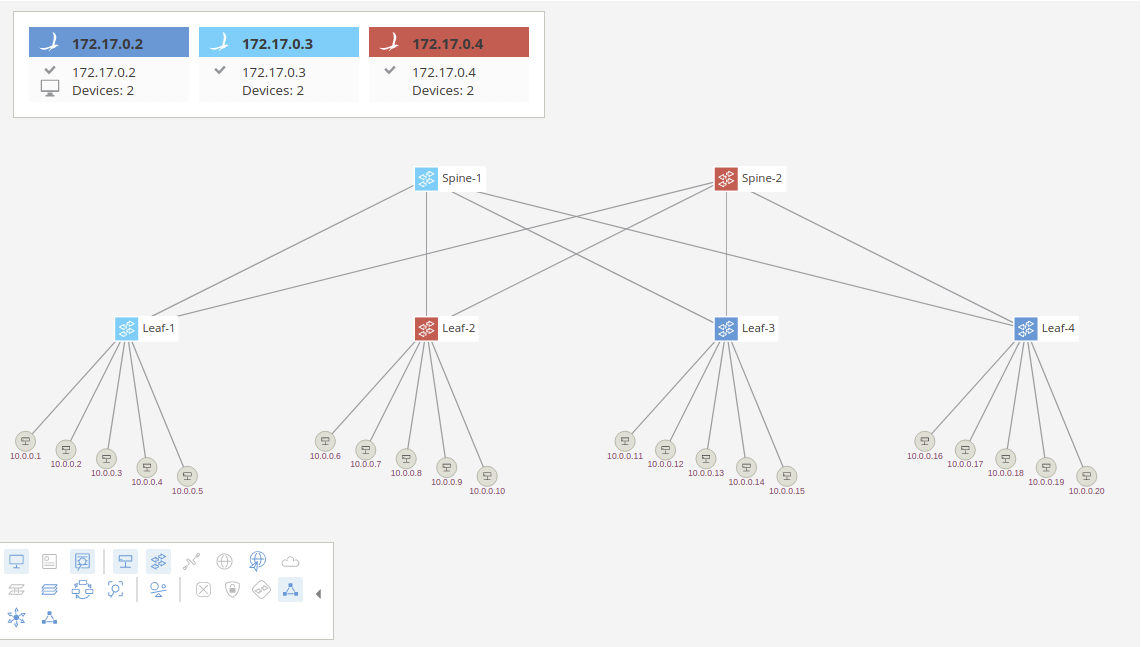 172.17.0.2
172.17.0.2
Devices: 2
172.17.0.3
172.17.0.3
Devices: 2
172.17.0.4
172.17.0.4
Devices: 2
Spine-1
Spine-2
Leaf-1
Leaf-2
Leaf-3
Leaf-4
10.0.0.1
10.0.0.2
10.0.0.3
10.0.0.4
10.0.0.5
10.0.0.6
10.0.0.7
10.0.0.8
10.0.0.9
10.0.0.10
10.0.0.11
10.0.0.12
10.0.0.13
10.0.0.14
10.0.0.15
10.0.0.16
10.0.0.17
10.0.0.18
10.0.0.19
10.0.0.20